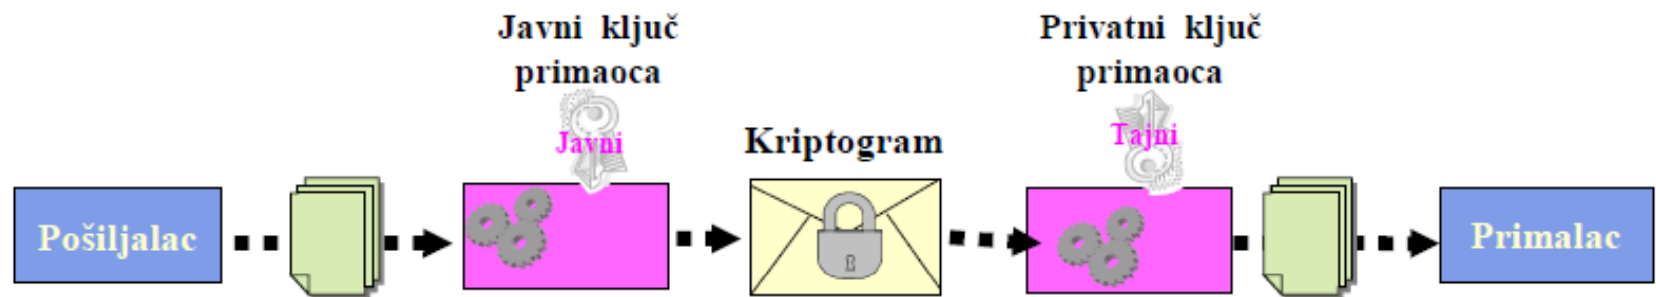 Javni ključ
primaoca
Privatni ključ
primaoca
Javni
Kriptogram
Tajni
Pošiljalac
Primalac